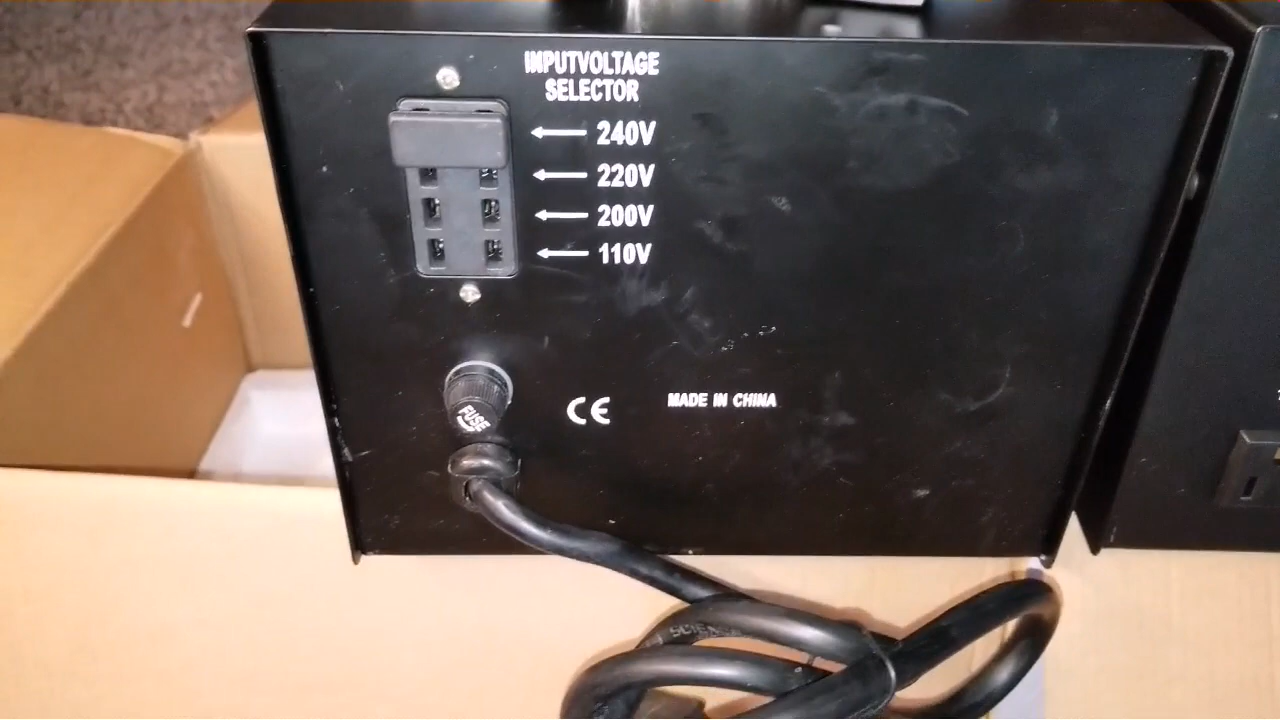 INPUTVOLTAGE
SELECTOR
240V
220V
200V
110V
FUSE
CE
MADE IN CHINA